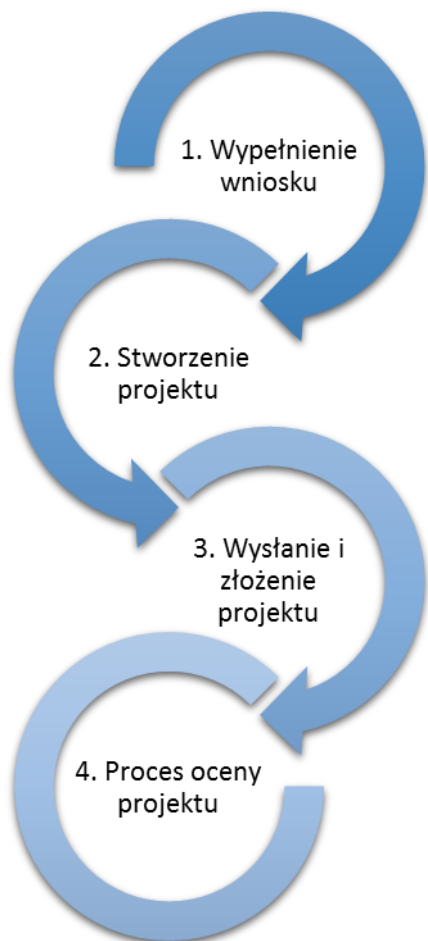 1. Wypełnienie
wniosku
2. Stworzenie
projektu
3. Wysłanie i
złożenie
projektu
4. Proces oceny
projektu